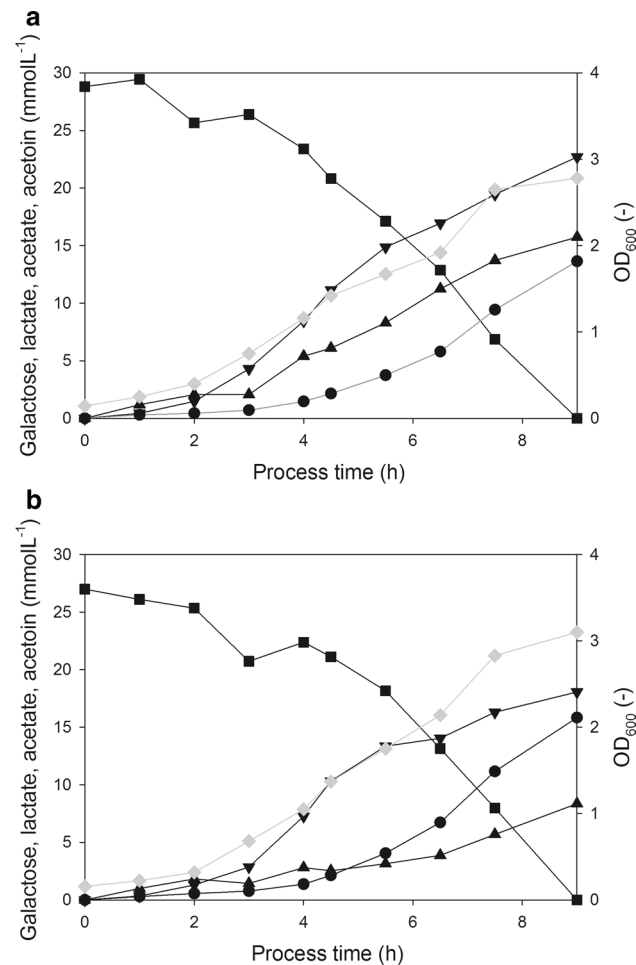 a
Galactose, lactate, acetate, acetoin (mmolL⁻¹)
30
25
20
15
10
5
0
4
3
2
1
0
OD₆₀₀ (-)
0 2 4 6 8
Process time (h)
b
Galactose, lactate, acetate, acetoin (mmolL⁻¹)
30
25
20
15
10
5
0
4
3
2
1
0
OD₆₀₀ (-)
0 2 4 6 8
Process time (h)